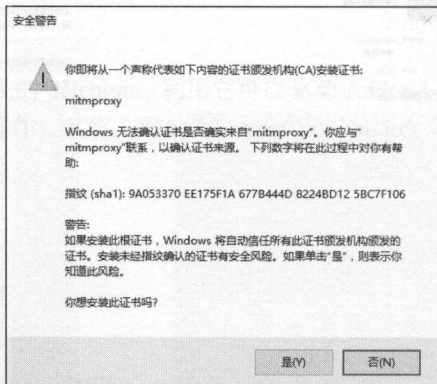 安全警告
你即将从一个声称代表如下内容的证书颁发机构(CA)安装证书:
mitmproxy
Windows 无法确认证书是否确实来自"mitmproxy"。你应与"
mitmproxy"联系，以确认证书来源。 下列数字将在此过程中对你有帮
助:
指纹 (sha1): 9A053370 EE175F1A 677B444D 8224BD12 5BC7F106
警告:
如果安装此根证书，Windows 将自动信任所有此证书颁发机构颁发的
证书。安装未经指纹确认的证书有安全风险。如果单击"是"，则表示你
知道此风险。
你想安装此证书吗?
是(Y)
否(N)